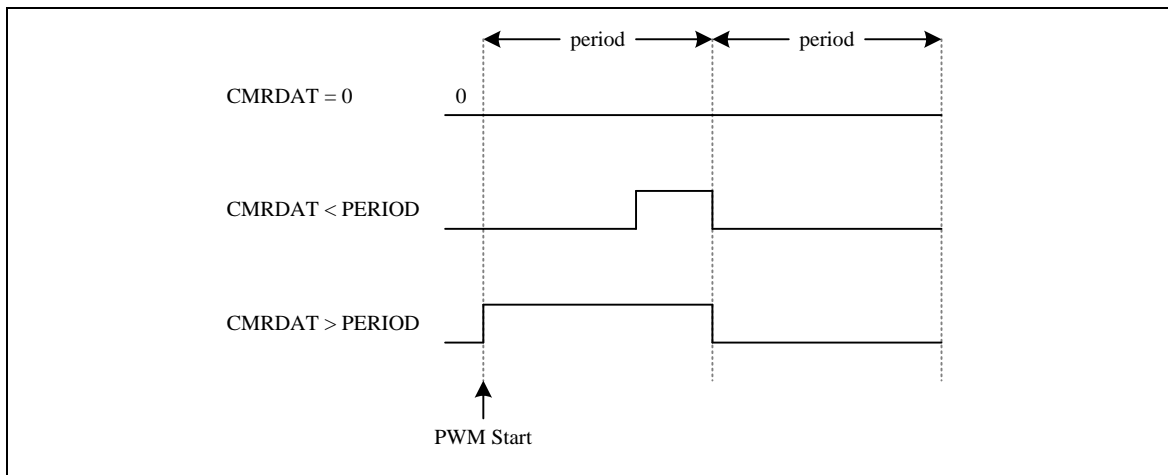 period period
CMRDAT = 0 0
CMRDAT < PERIOD
CMRDAT > PERIOD
PWM Start